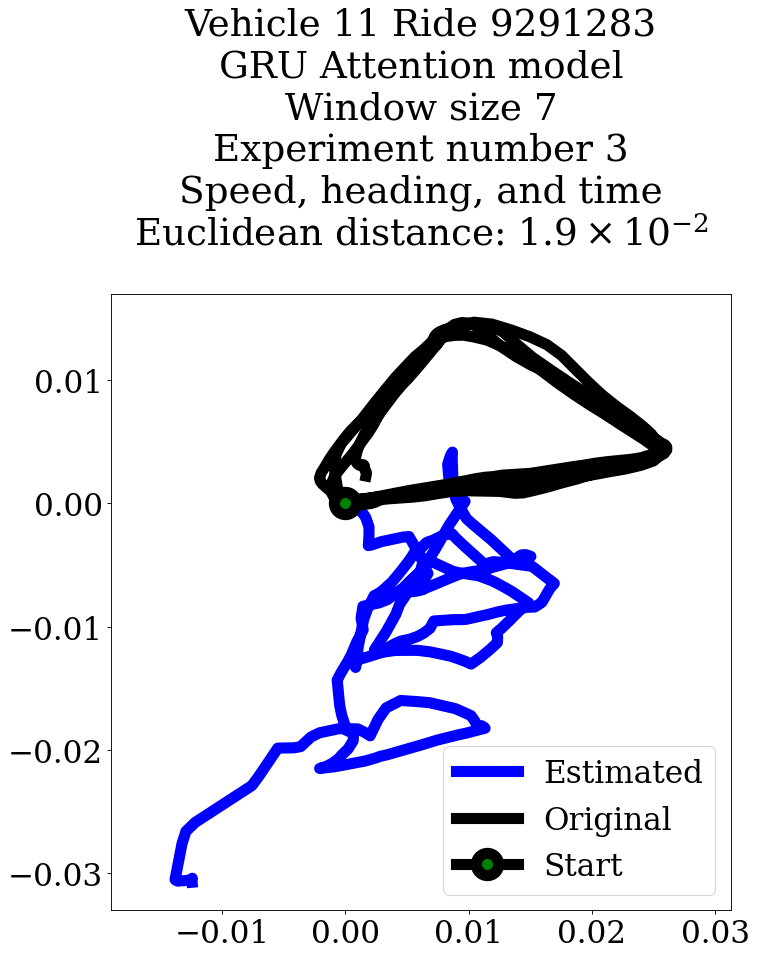 Vehicle 11 Ride 9291283
GRU Attention model
Window size 7
Experiment number 3
Speed, heading, and time
Euclidean distance: 1.9 × 10⁻²
0.01
0.00
−0.01
−0.02
−0.03
Estimated
Original
Start
−0.01 0.00 0.01 0.02 0.03